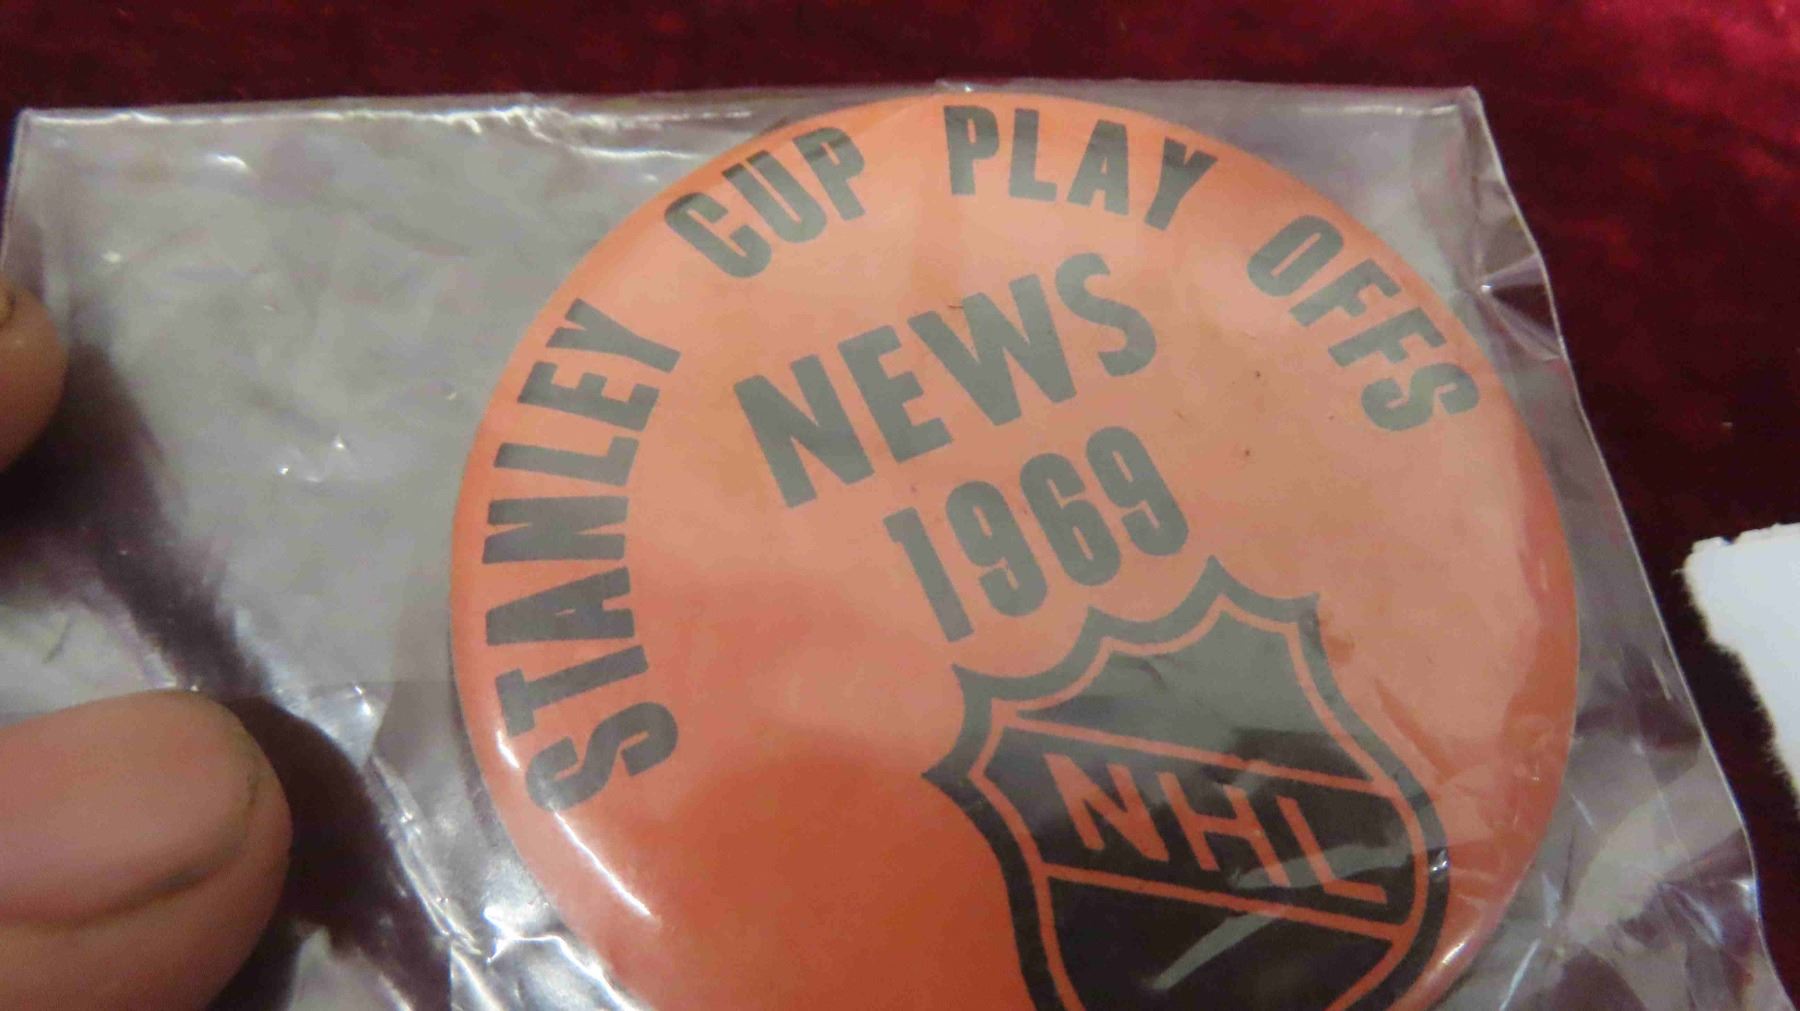 STANLEY CUP PLAY OFFS
NEWS
1969
NHL